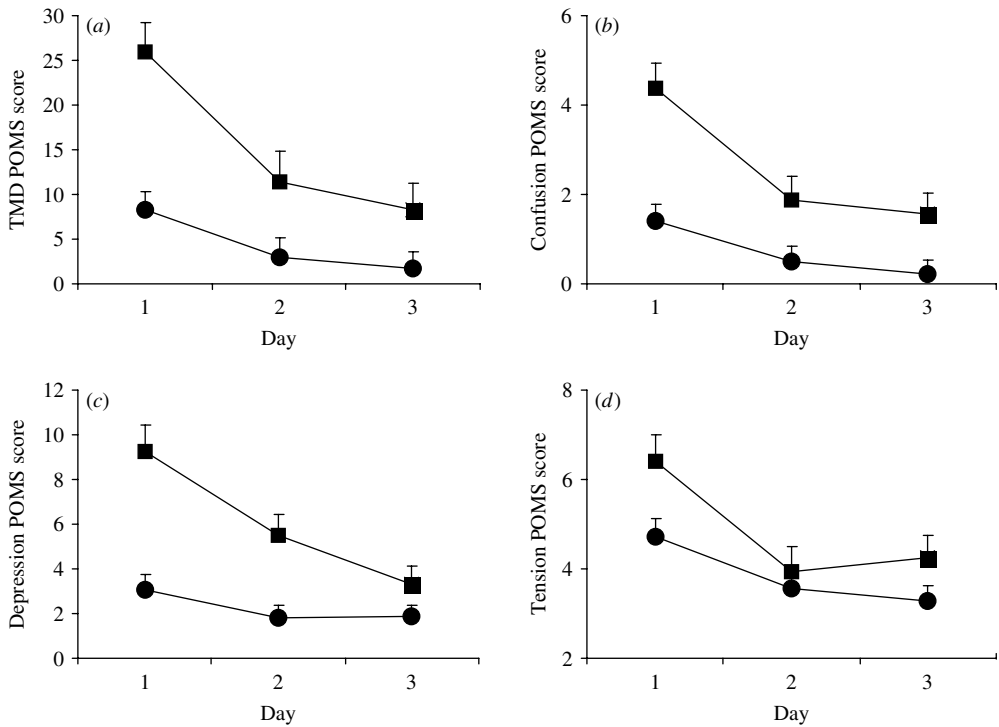 (a)
TMD POMS score
30
25
20
15
10
5
0
1 2 3
Day
(b)
Confusion POMS score
6
4
2
0
1 2 3
Day
(c)
Depression POMS score
12
10
8
6
4
2
0
1 2 3
Day
(d)
Tension POMS score
8
6
4
2
1 2 3
Day